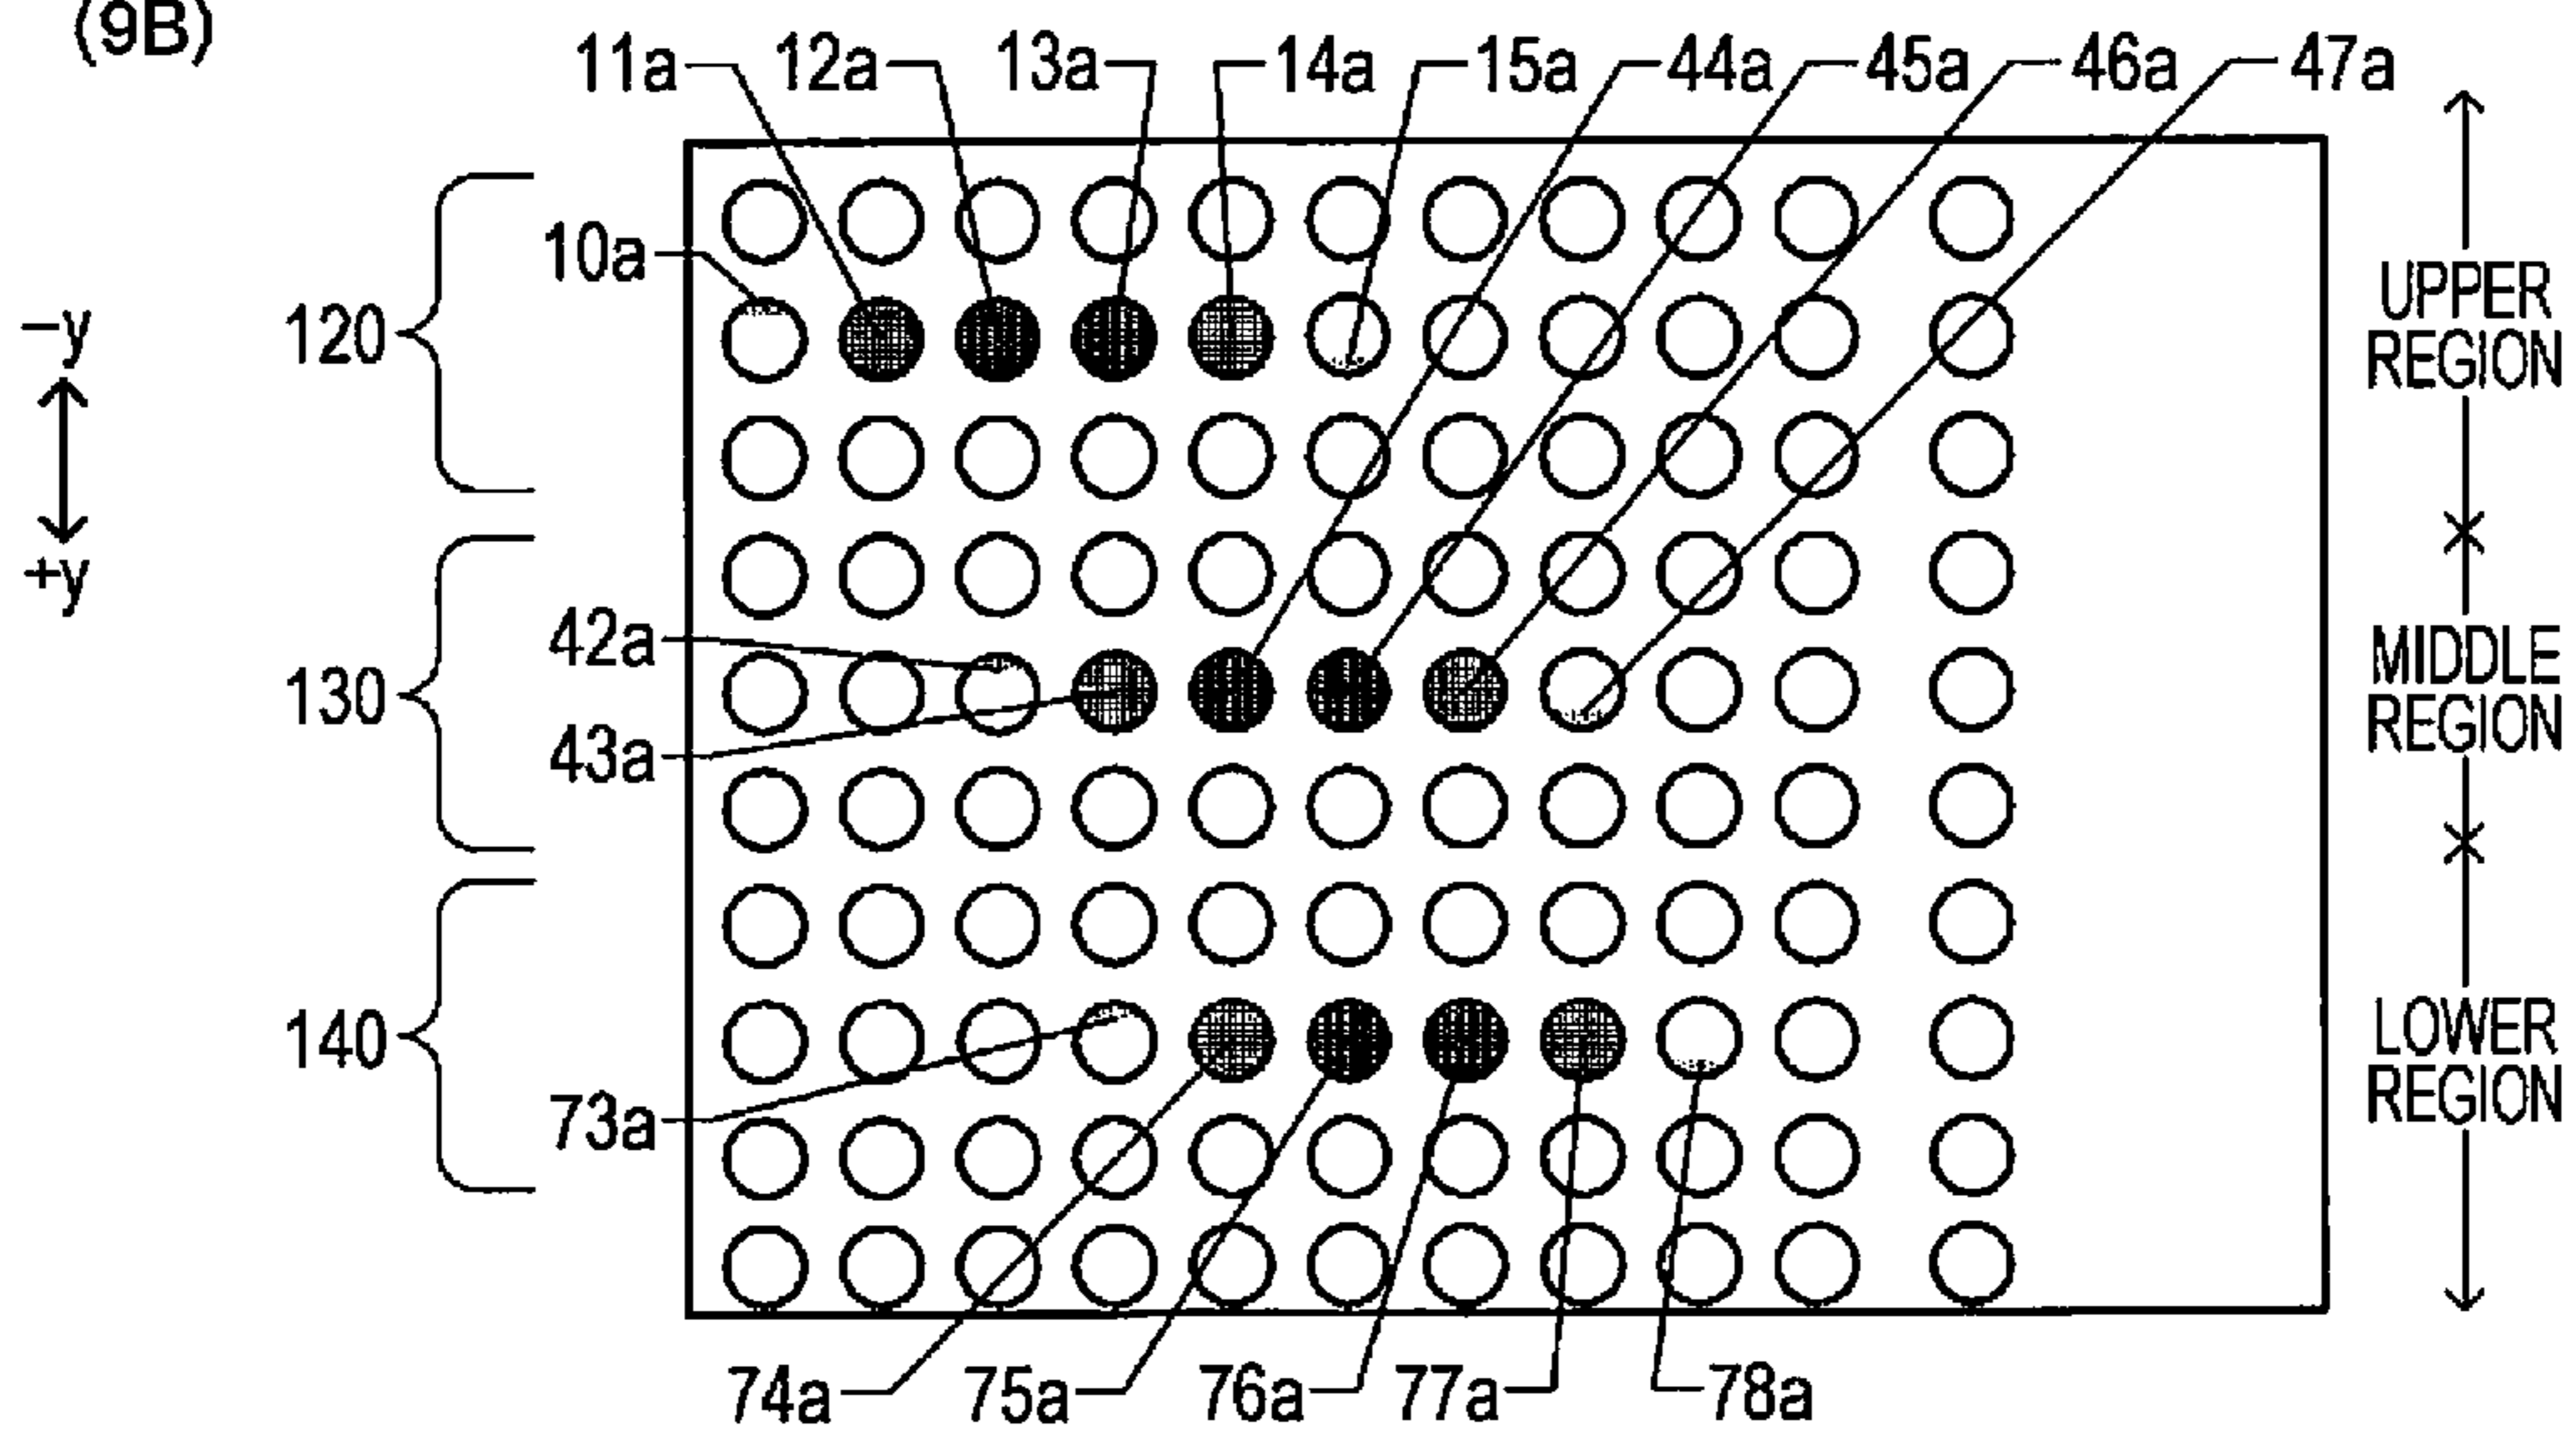 (9B)
11a 12a 13a 14a 15a 44a 45a 46a 47a
10a
120
−y
+y
UPPER
REGION
42a
130
43a
MIDDLE
REGION
140
73a
LOWER
REGION
74a 75a 76a 77a 78a